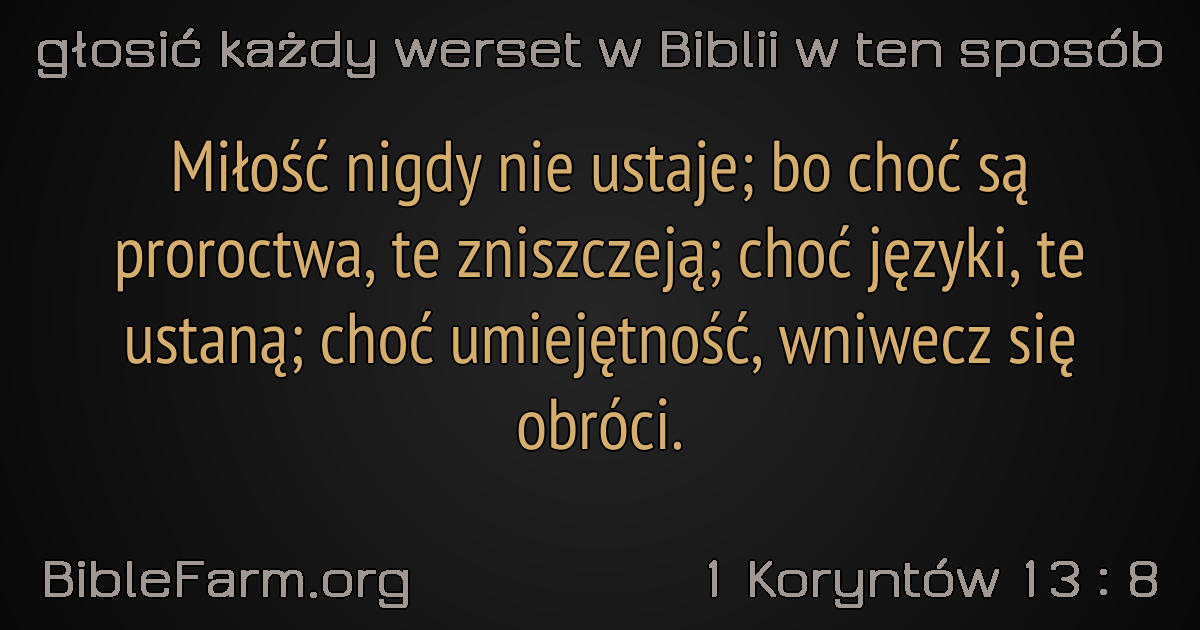 głosić każdy werset w Biblii w ten sposób
Miłość nigdy nie ustaje; bo choć są
proroctwa, te zniszczeją; choć języki, te
ustaną; choć umiejętność, wniwecz się
obróci.
BibleFarm.org
1 Koryntów 13 : 8